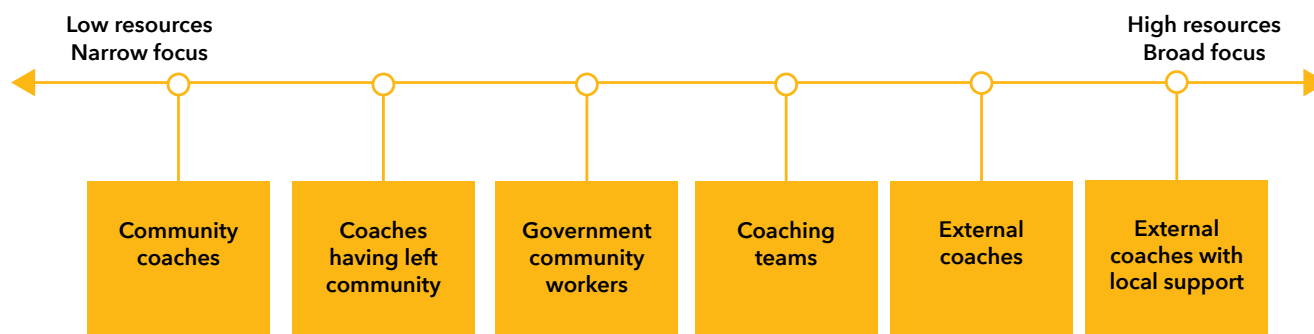 Low resources
Narrow focus
High resources
Broad focus
Community
coaches
Coaches
having left
community
Government
community
workers
Coaching
teams
External
coaches
External
coaches with
local support